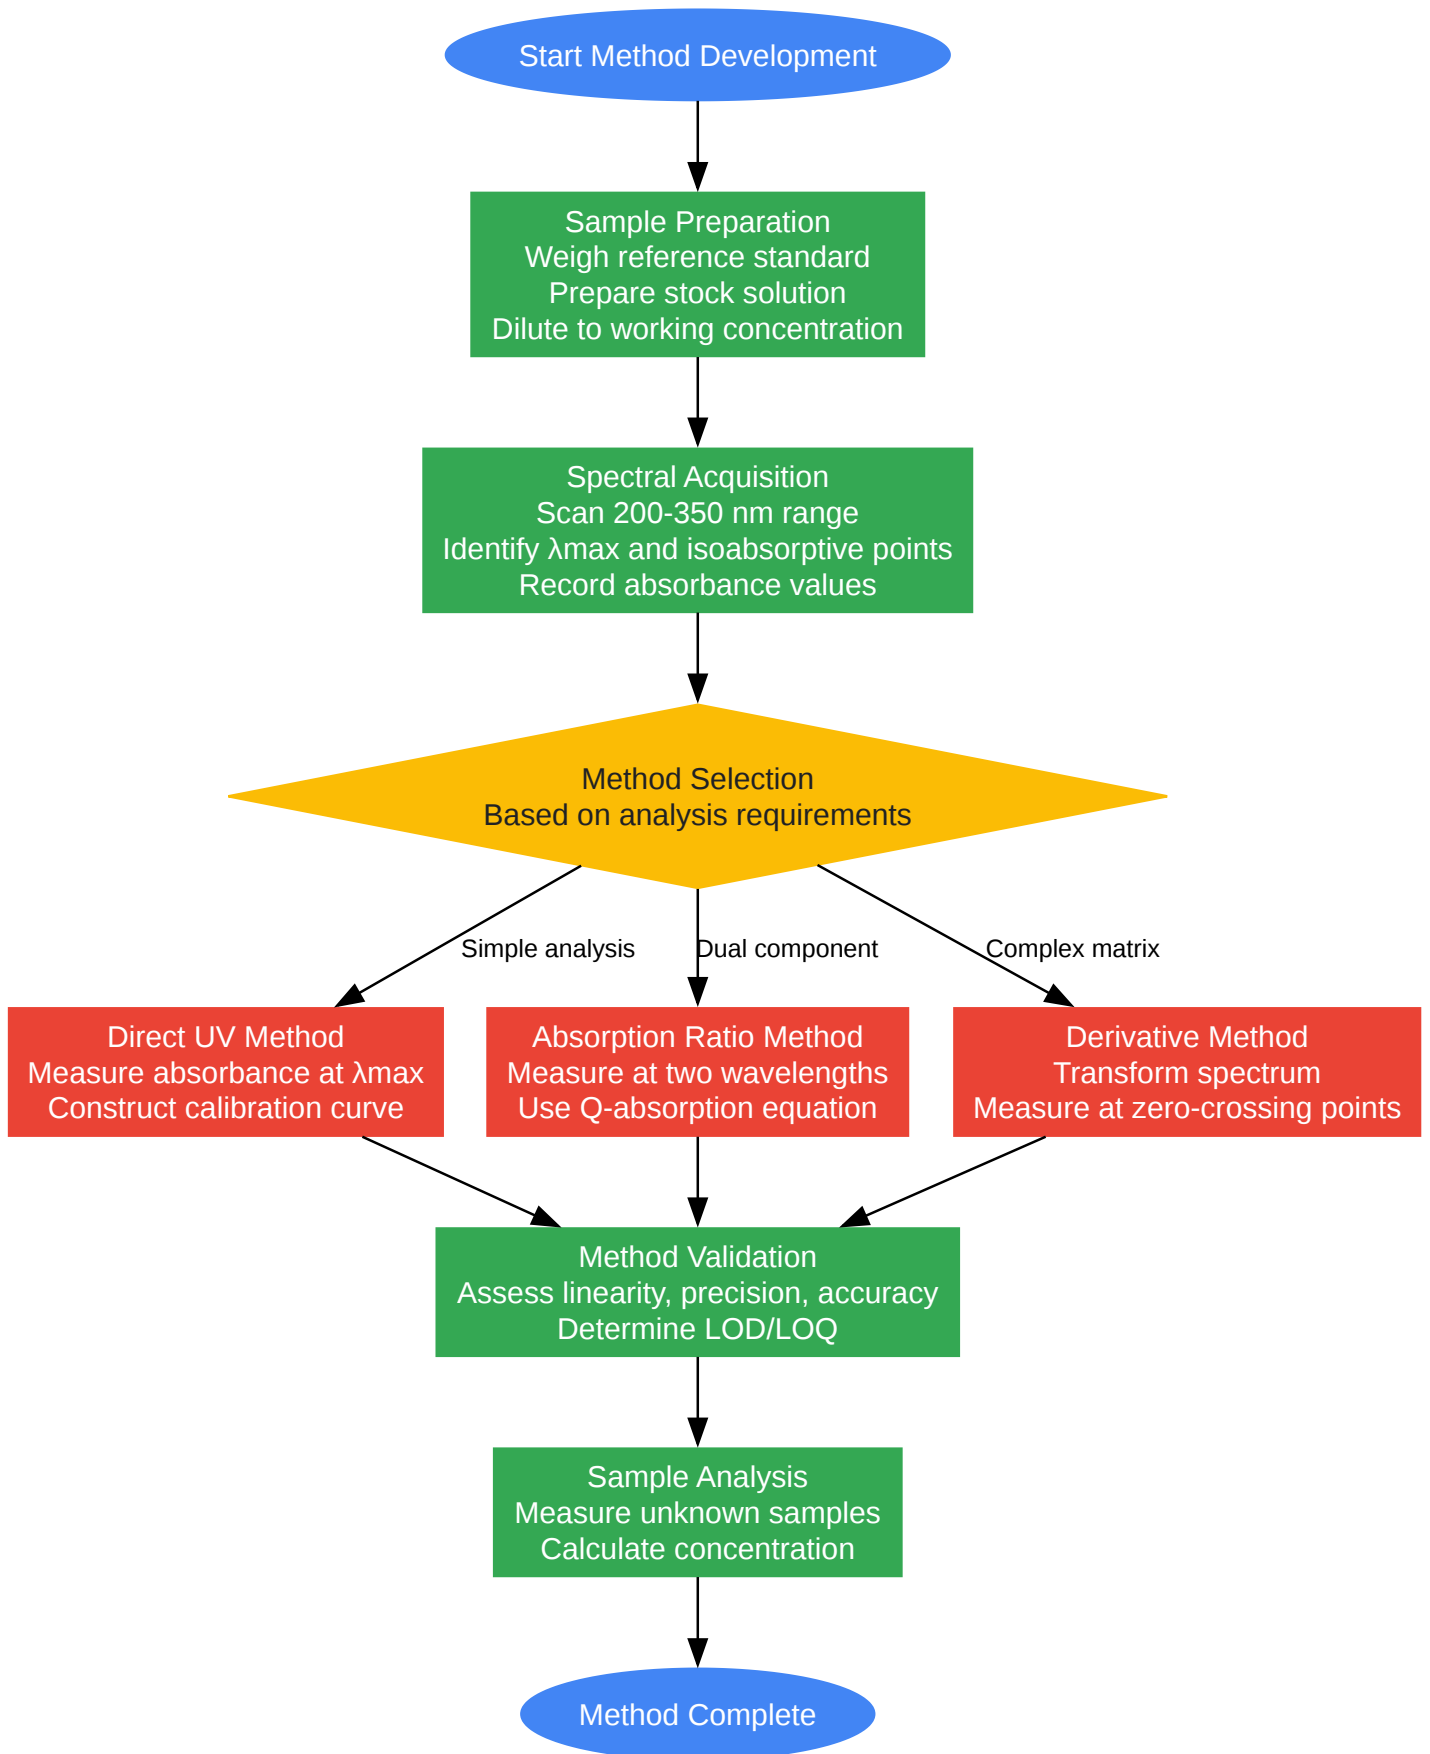 Start Method Development
Sample Preparation
Weigh reference standard
Prepare stock solution
Dilute to working concentration
Spectral Acquisition
Scan 200-350 nm range
Identify λmax and isoabsorptive points
Record absorbance values
Method Selection
Based on analysis requirements
Simple analysis
Dual component
Complex matrix
Direct UV Method
Measure absorbance at λmax
Construct calibration curve
Absorption Ratio Method
Measure at two wavelengths
Use Q-absorption equation
Derivative Method
Transform spectrum
Measure at zero-crossing points
Method Validation
Assess linearity, precision, accuracy
Determine LOD/LOQ
Sample Analysis
Measure unknown samples
Calculate concentration
Method Complete